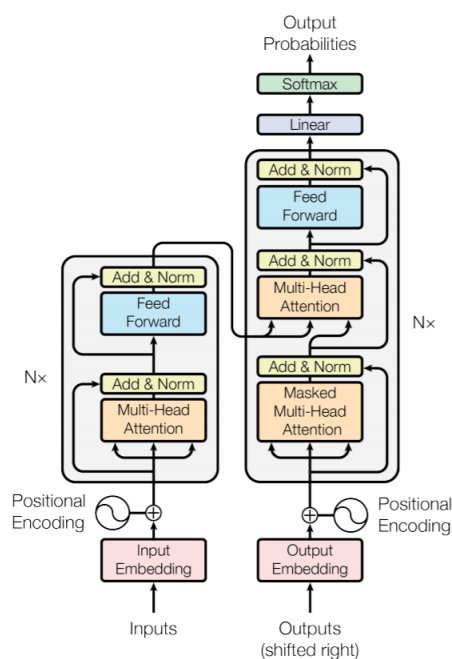 Output
Probabilities
Softmax
Linear
Add & Norm
Feed
Forward
Add & Norm
Multi-Head
Attention
Add & Norm
Masked
Multi-Head
Attention
N×
Add & Norm
Feed
Forward
N×
Add & Norm
Multi-Head
Attention
Positional
Encoding
Positional
Encoding
Input
Embedding
Output
Embedding
Inputs
Outputs
(shifted right)